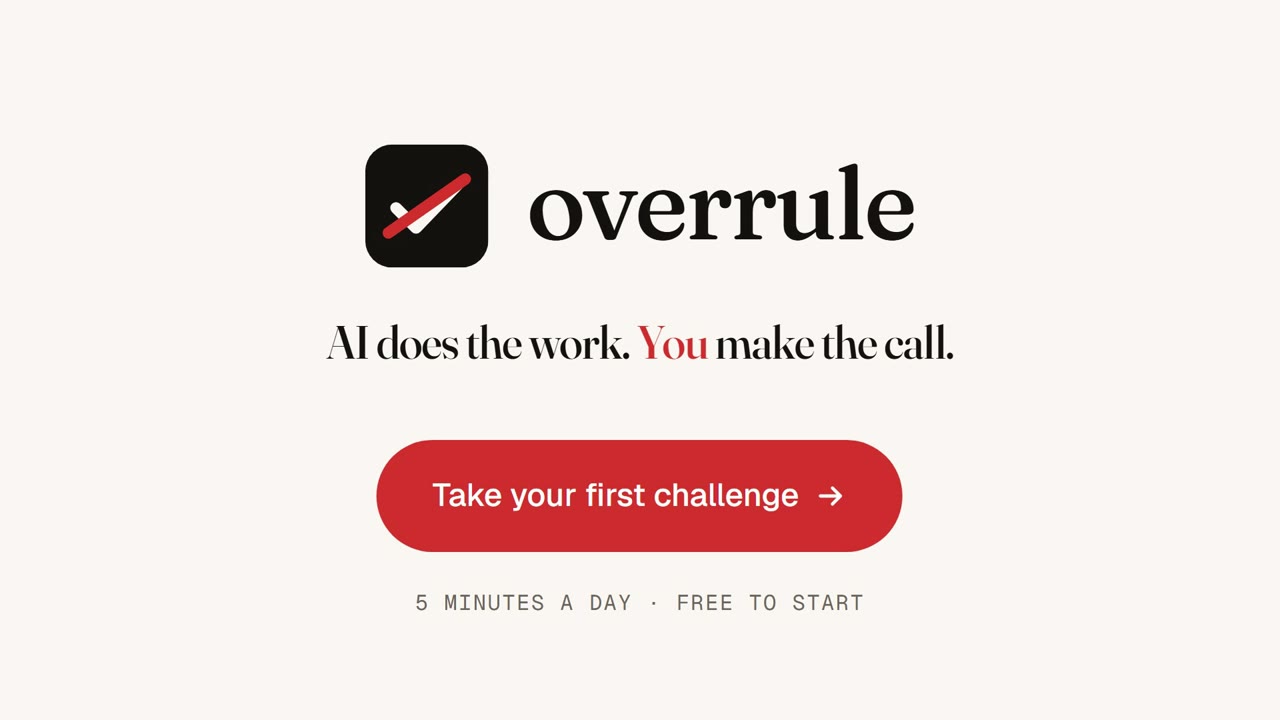 overrule
AI does the work. You make the call.
Take your first challenge →
5 MINUTES A DAY · FREE TO START